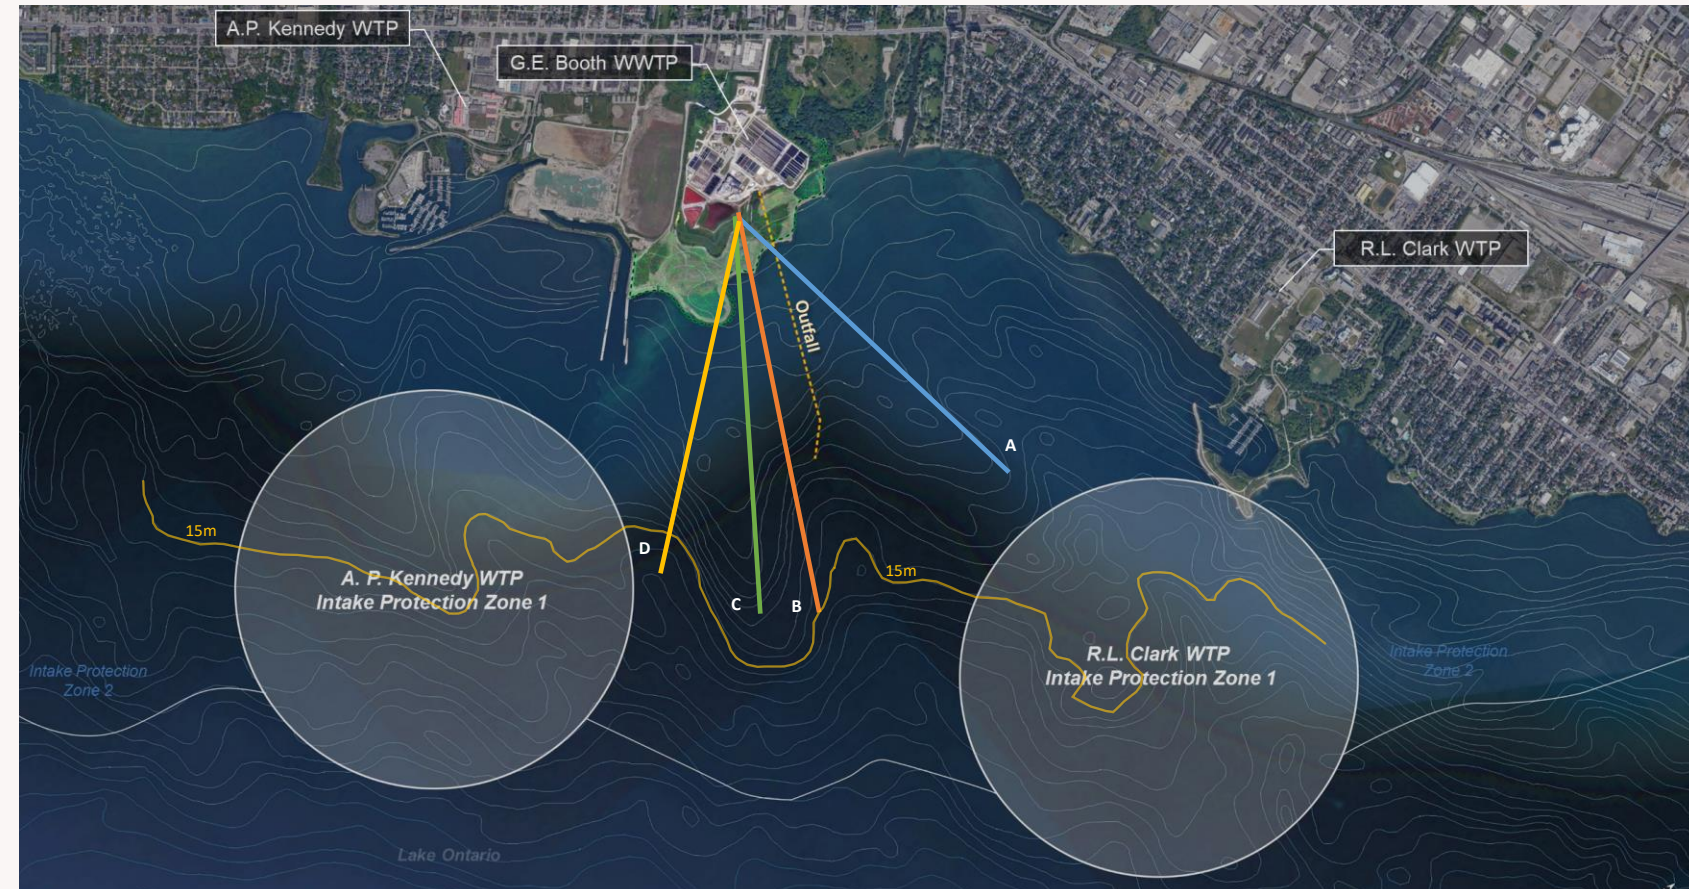 A.P. Kennedy WTP
G.E. Booth WWTP
R.L. Clark WTP
Outfall
A
15m
D
15m
A. P. Kennedy WTP
Intake Protection Zone 1
C
B
R.L. Clark WTP
Intake Protection Zone 1
Intake Protection
Zone 2
Intake Protection
Zone 2
Lake Ontario